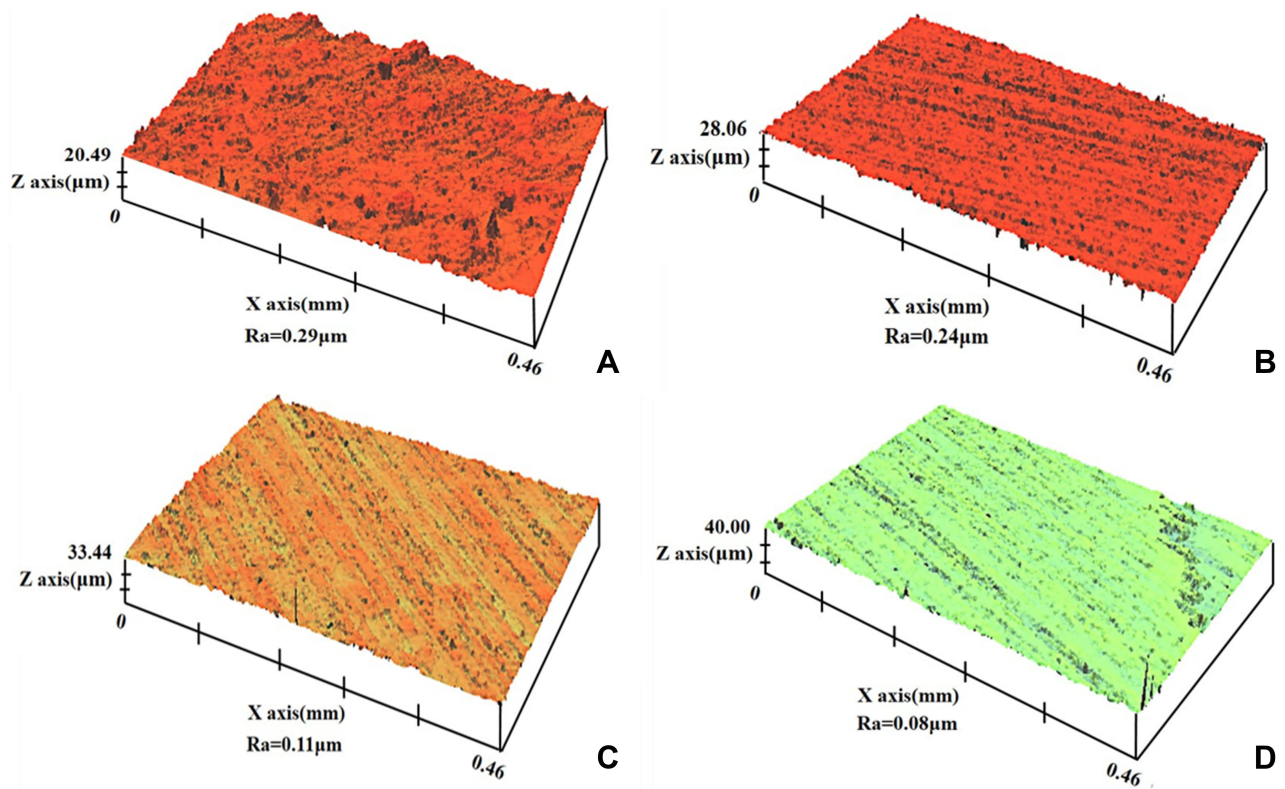 20.49
Z axis(μm)
0
X axis(mm)
Ra=0.29μm
0.46
A
28.06
Z axis(μm)
0
X axis(mm)
Ra=0.24μm
0.46
B
33.44
Z axis(μm)
0
X axis(mm)
Ra=0.11μm
0.46
C
40.00
Z axis(μm)
0
X axis(mm)
Ra=0.08μm
0.46
D